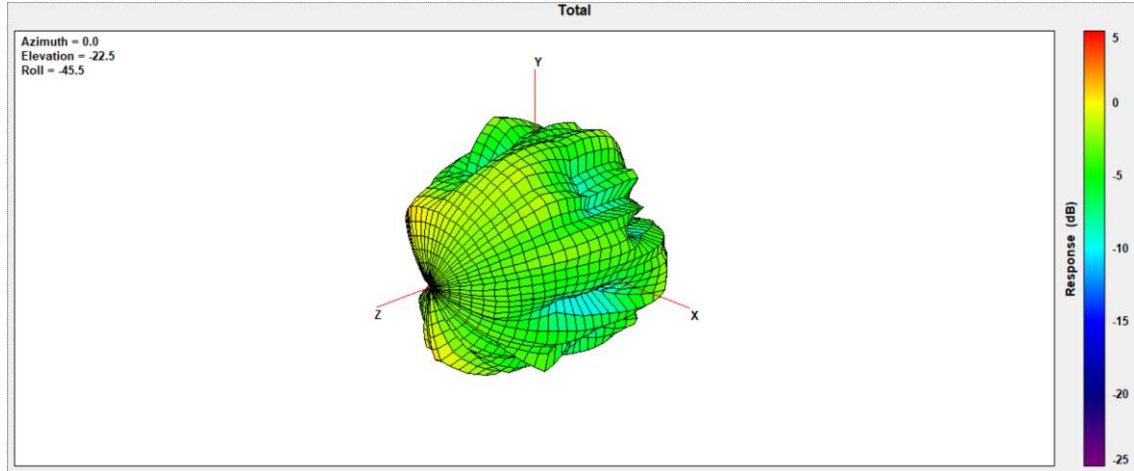 Total
Azimuth = 0.0
Elevation = -22.5
Roll = -45.5
Y
Z
X
5
0
-5
-10
-15
-20
-25
Response (dB)